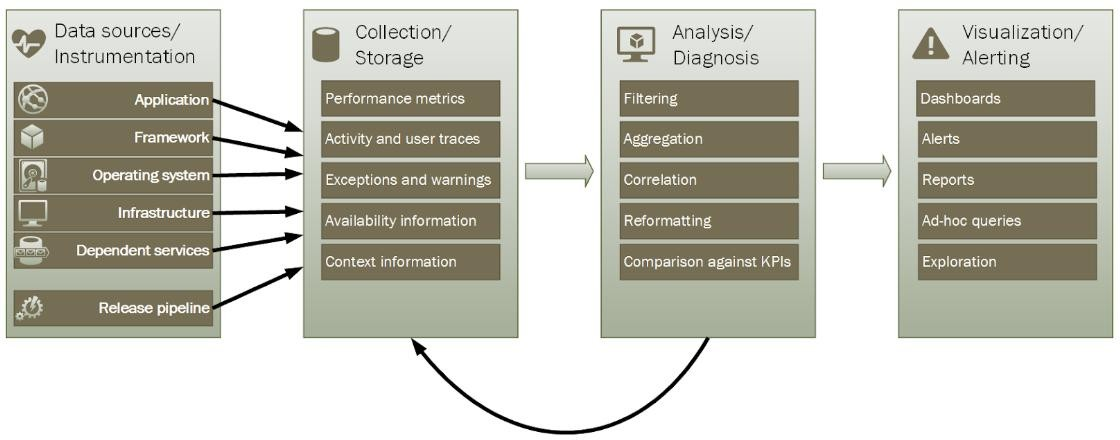 Data sources/
Instrumentation
Application
Framework
Operating system
Infrastructure
Dependent services
Release pipeline
Collection/
Storage
Performance metrics
Activity and user traces
Exceptions and warnings
Availability information
Context information
Analysis/
Diagnosis
Filtering
Aggregation
Correlation
Reformatting
Comparison against KPIs
Visualization/
Alerting
Dashboards
Alerts
Reports
Ad-hoc queries
Exploration